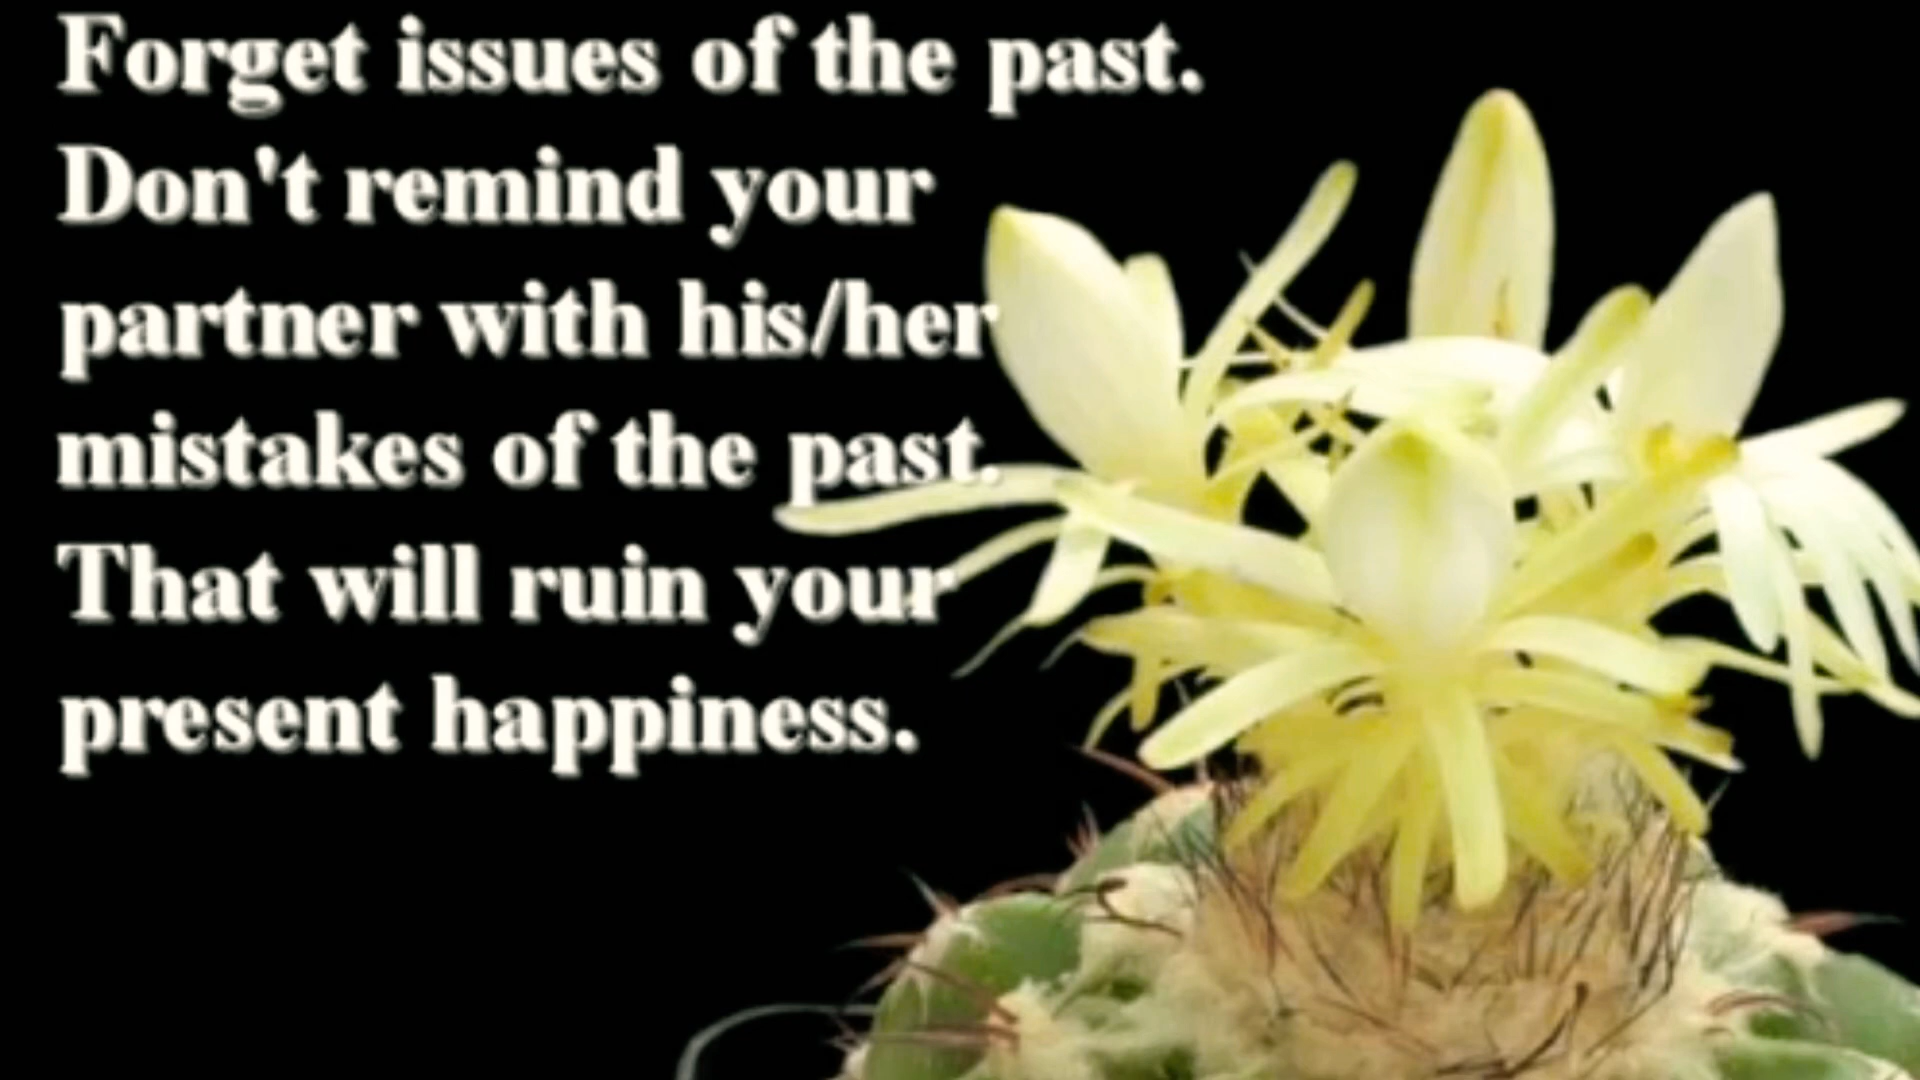 Forget issues of the past.
Don't remind your
partner with his/her
mistakes of the past.
That will ruin your
present happiness.